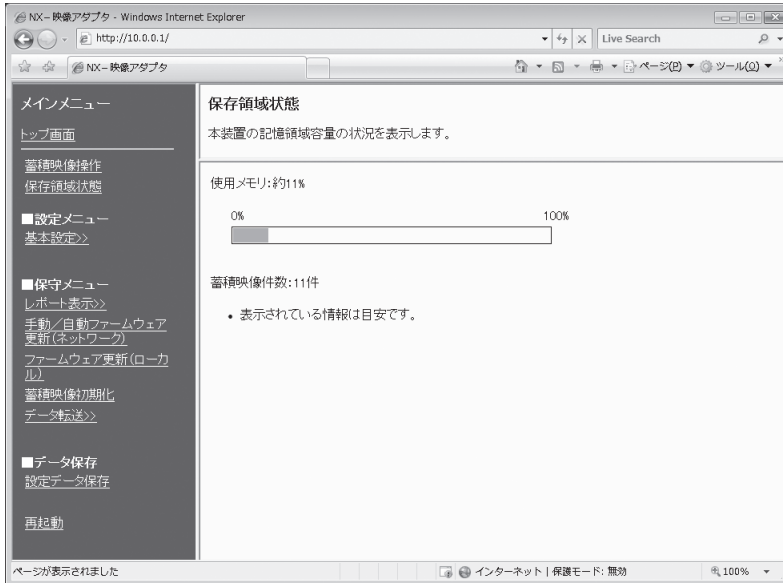 NX−映像アダプタ - Windows Internet Explorer
http://10.0.0.1/
Live Search
NX−映像アダプタ
ページ(P)
ツール(O)
メインメニュー
トップ画面
蓄積映像操作
保存領域状態
■設定メニュー
基本設定>>
■保守メニュー
レポート表示>>
手動／自動ファームウェア
更新(ネットワーク)
ファームウェア更新(ローカ
ル)
蓄積映像初期化
データ転送>>
■データ保存
設定データ保存
再起動
保存領域状態
本装置の記憶領域容量の状況を表示します。
使用メモリ:約11%
0% 100%
蓄積映像件数:11件
• 表示されている情報は目安です。
ページが表示されました
インターネット | 保護モード: 無効
100%